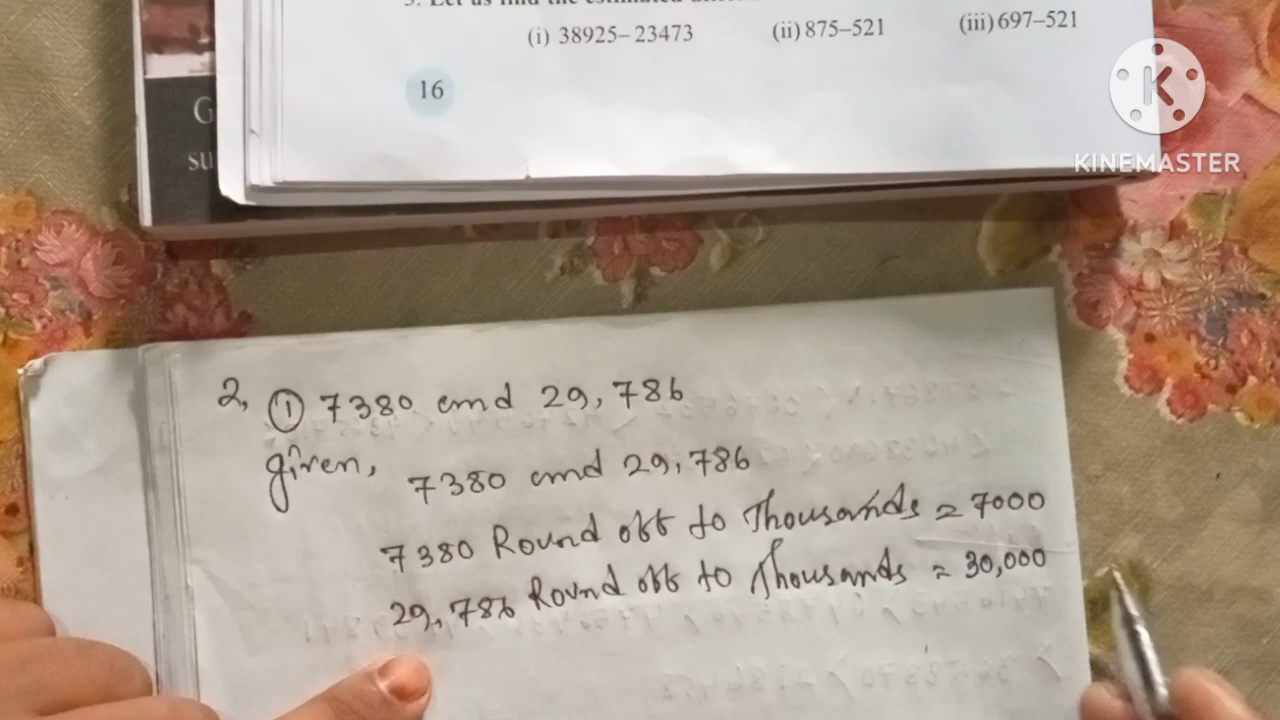 (i) 38925–23473 (ii) 875–521 (iii) 697–521
16
KINEMASTER
2, ① 7380 and 29,786
given,
7380 and 29,786
7380 Round off to Thousands = 7000
29,786 Round off to Thousands = 30,000